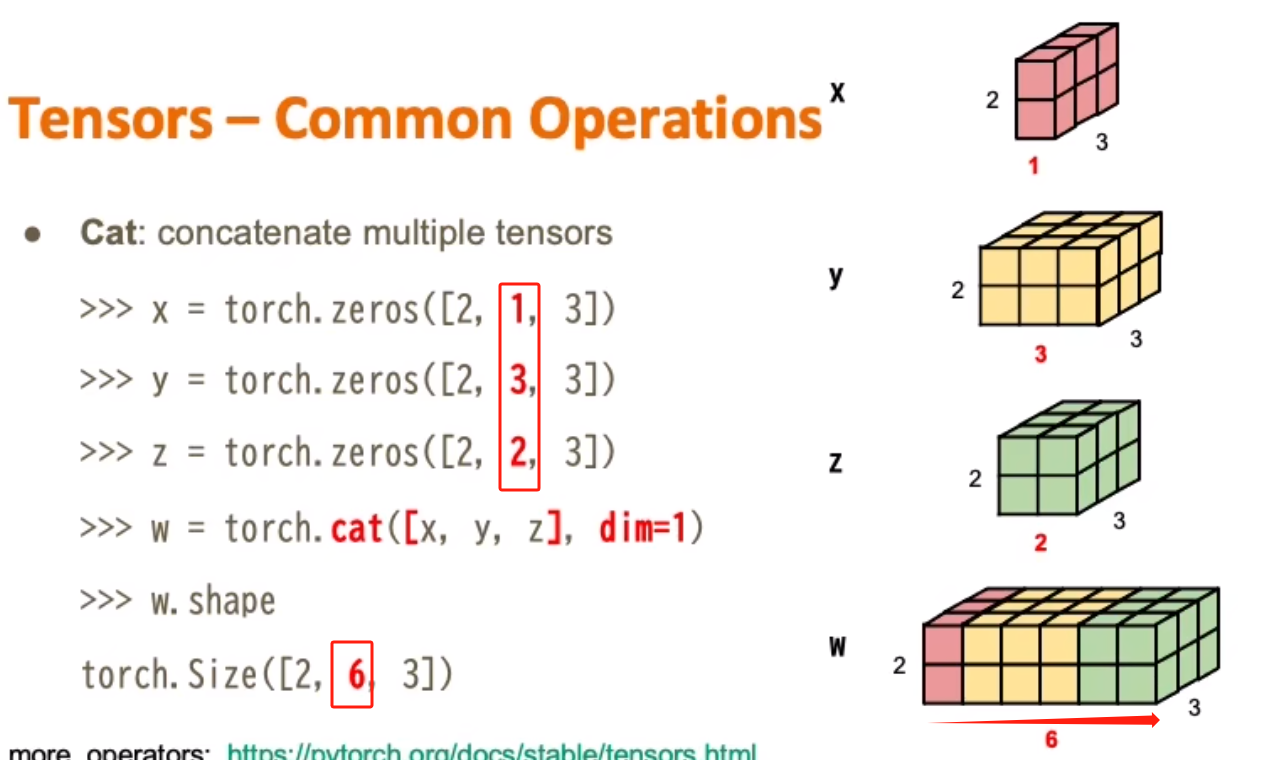 Tensors – Common Operations
● Cat: concatenate multiple tensors
>>> x = torch.zeros([2, 1, 3])
>>> y = torch.zeros([2, 3, 3])
>>> z = torch.zeros([2, 2, 3])
>>> w = torch.cat([x, y, z], dim=1)
>>> w.shape
torch.Size([2, 6, 3])
more operators: https://pytorch.org/docs/stable/tensors.html
x
2
3
1
y
2
3
3
z
2
3
2
w
2
3
6